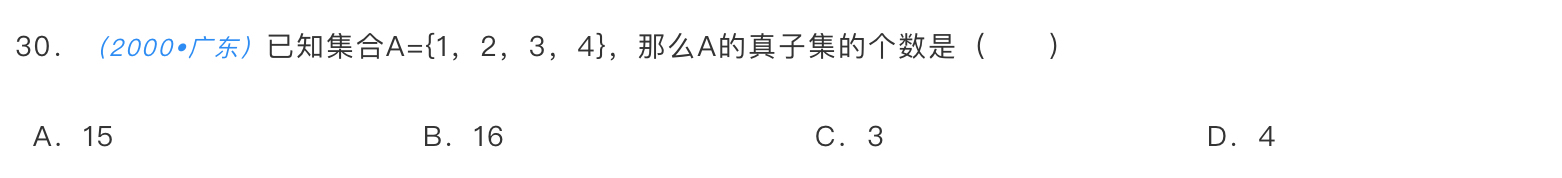 30． （2000•广东）已知集合A={1，2，3，4}，那么A的真子集的个数是（　　）
A．15 B．16 C．3 D．4